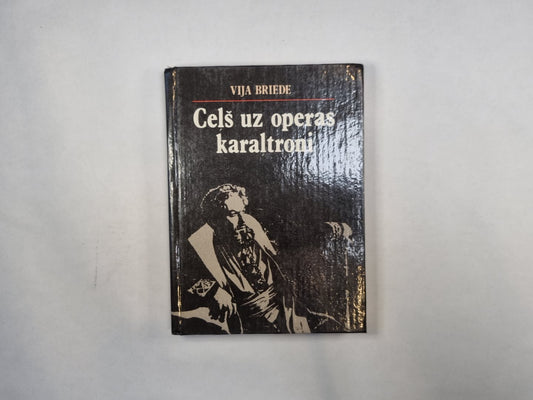 VIJA BRIEDE
Ceļš uz operas
karaltroni